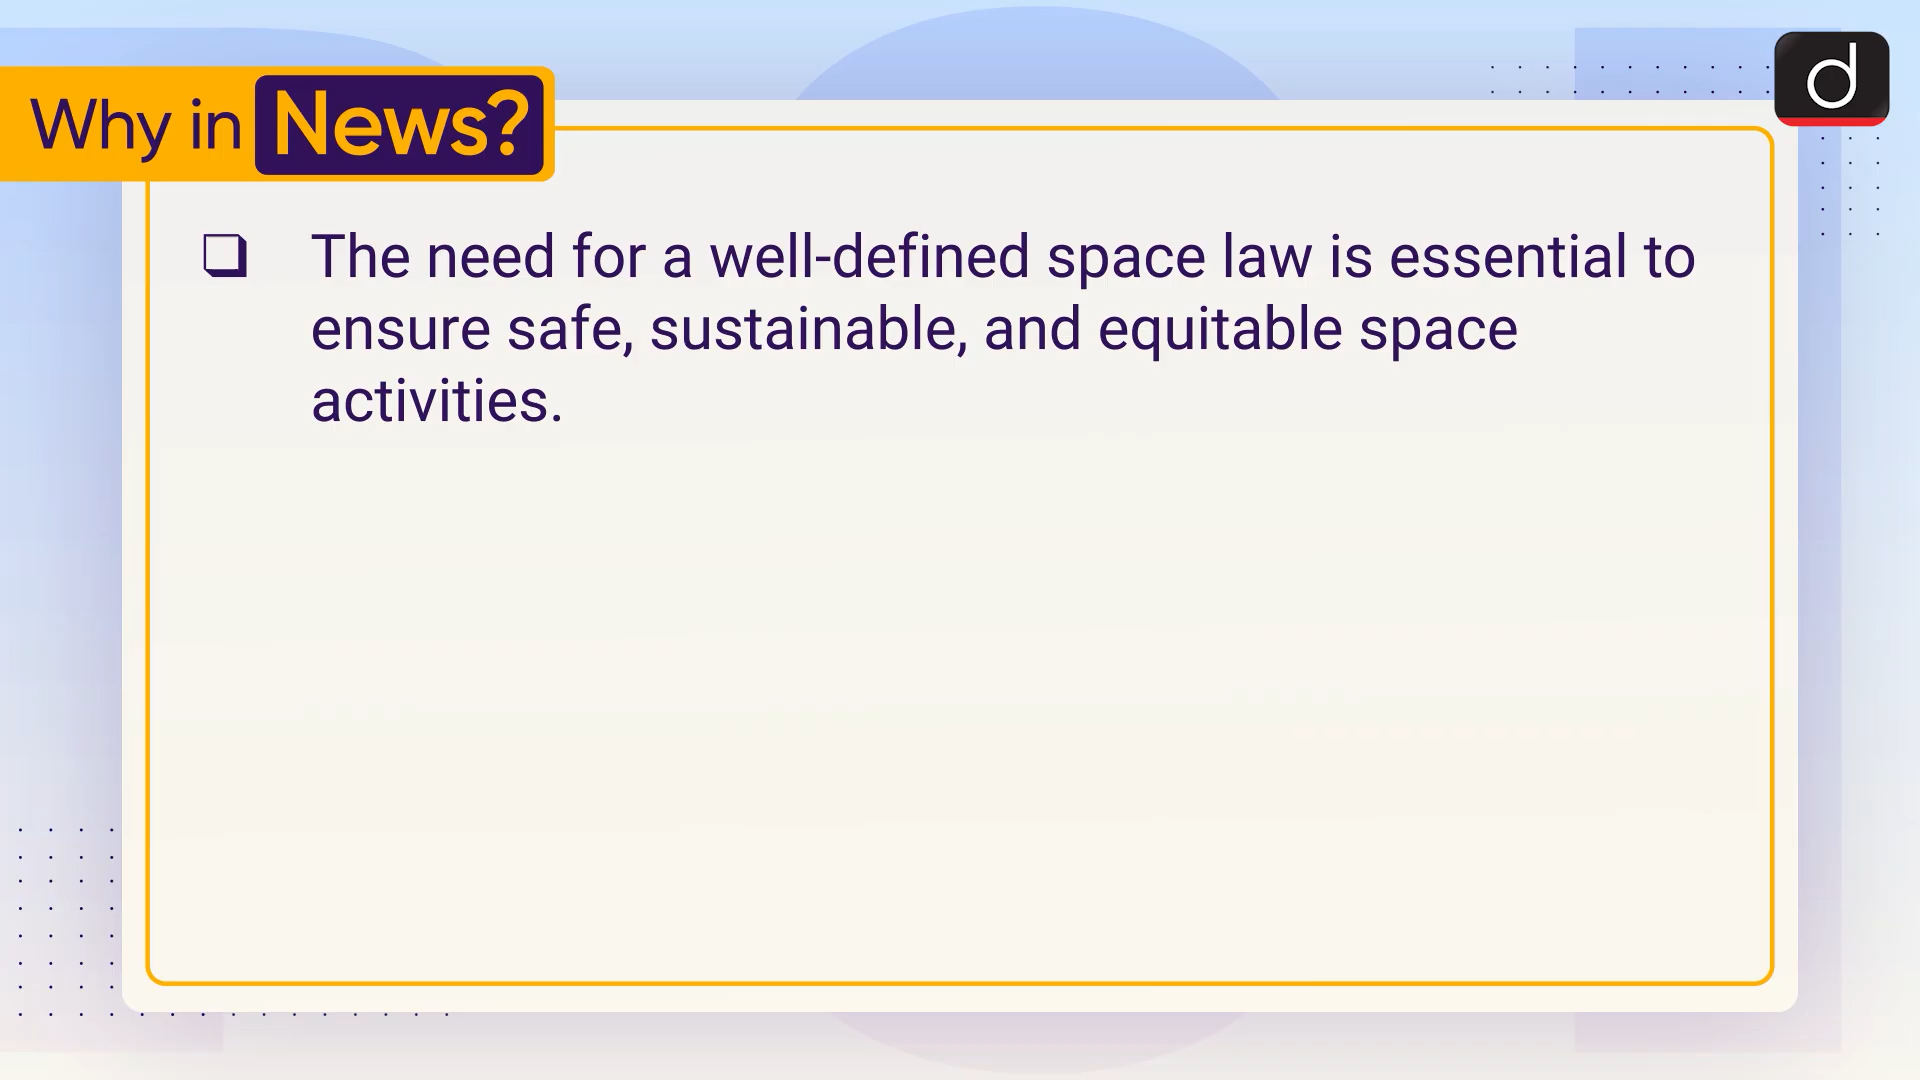 Why in News?
d
❑ The need for a well-defined space law is essential to
ensure safe, sustainable, and equitable space
activities.